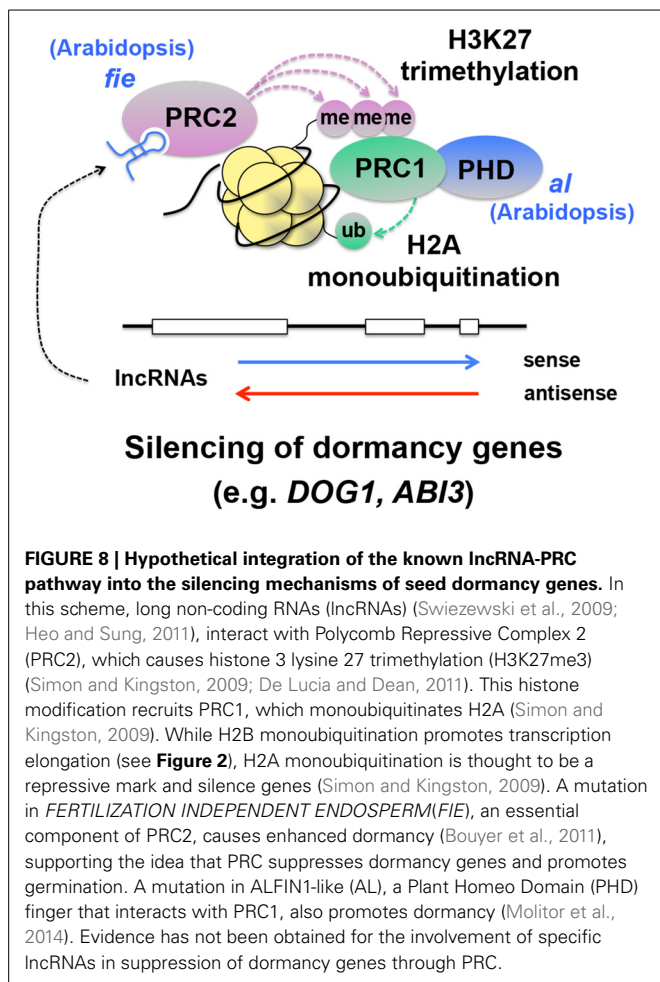 (Arabidopsis)
fie
H3K27
trimethylation
PRC2
me me me
PRC1
PHD
al
(Arabidopsis)
ub
H2A
monoubiquitination
lncRNAs
sense
antisense
Silencing of dormancy genes
(e.g. DOG1, ABI3)
FIGURE 8 | Hypothetical integration of the known lncRNA-PRC
pathway into the silencing mechanisms of seed dormancy genes. In
this scheme, long non-coding RNAs (lncRNAs) (Swiezewski et al., 2009;
Heo and Sung, 2011), interact with Polycomb Repressive Complex 2
(PRC2), which causes histone 3 lysine 27 trimethylation (H3K27me3)
(Simon and Kingston, 2009; De Lucia and Dean, 2011). This histone
modification recruits PRC1, which monoubiquitinates H2A (Simon and
Kingston, 2009). While H2B monoubiquitination promotes transcription
elongation (see Figure 2), H2A monoubiquitination is thought to be a
repressive mark and silence genes (Simon and Kingston, 2009). A mutation
in FERTILIZATION INDEPENDENT ENDOSPERM(FIE), an essential
component of PRC2, causes enhanced dormancy (Bouyer et al., 2011),
supporting the idea that PRC suppresses dormancy genes and promotes
germination. A mutation in ALFIN1-like (AL), a Plant Homeo Domain (PHD)
finger that interacts with PRC1, also promotes dormancy (Molitor et al.,
2014). Evidence has not been obtained for the involvement of specific
lncRNAs in suppression of dormancy genes through PRC.